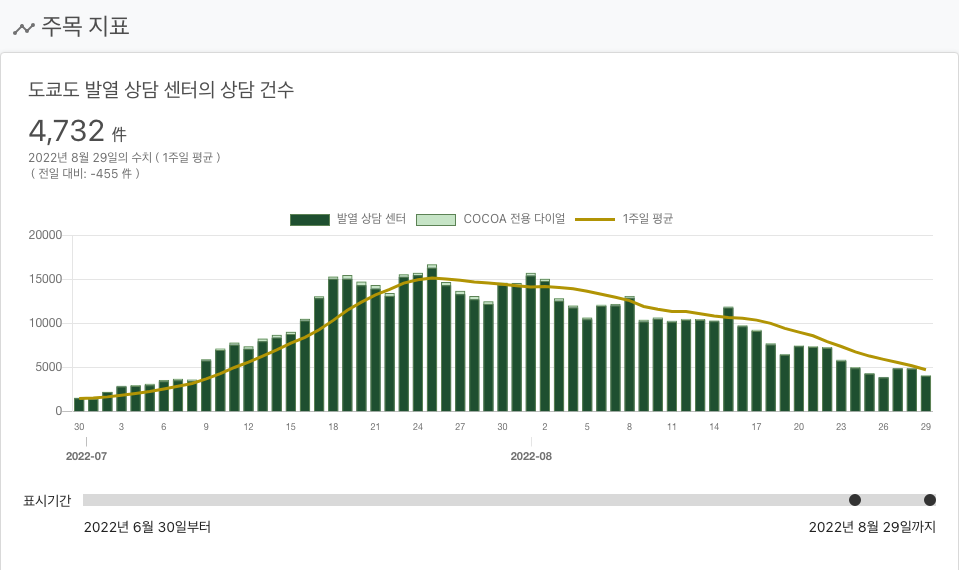 주목 지표
도쿄도 발열 상담 센터의 상담 건수
4,732 件
2022년 8월 29일의 수치 ( 1주일 평균 )
( 전일 대비: -455 件 )
발열 상담 센터 COCOA 전용 다이얼 1주일 평균
20000
15000
10000
5000
0
30 3 6 9 12 15 18 21 24 27 30 2 5 8 11 14 17 20 23 26 29
2022-07 2022-08
표시기간
2022년 6월 30일부터 2022년 8월 29일까지